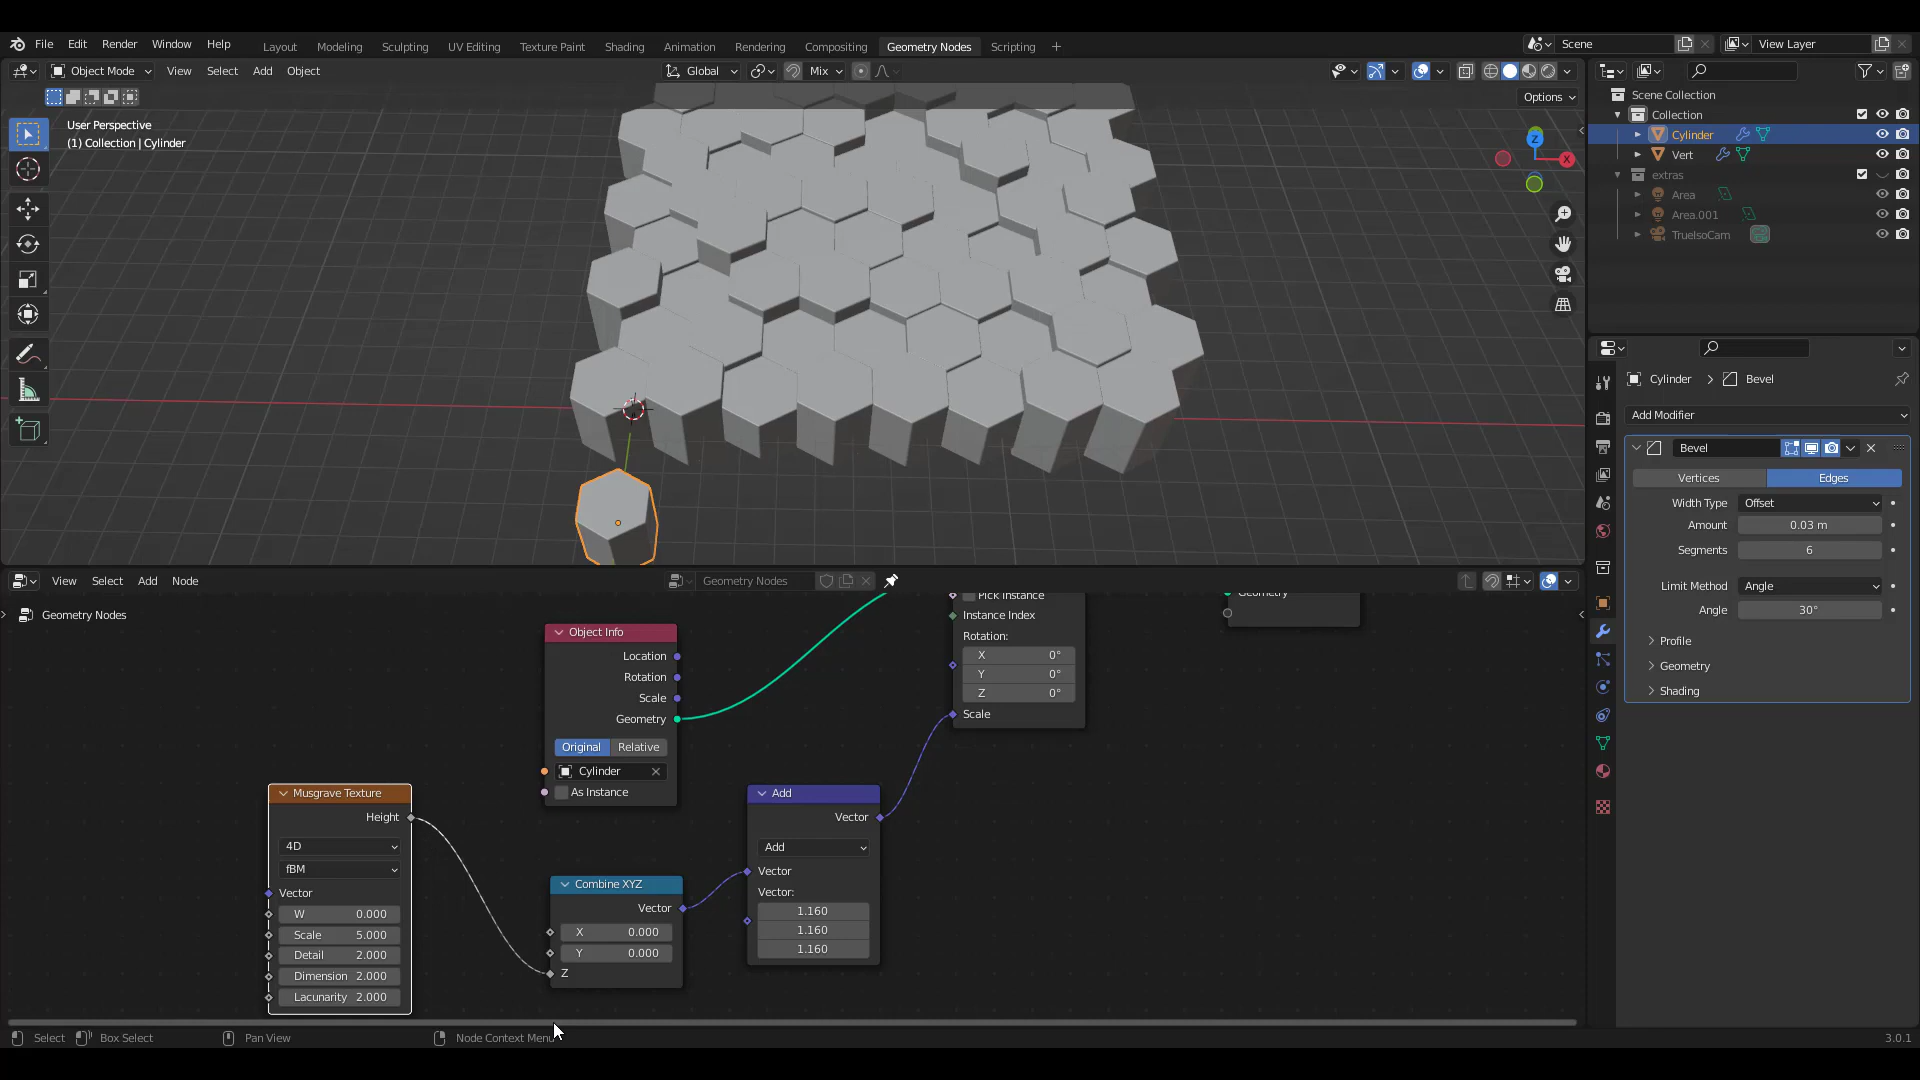 File Edit Render Window Help
Layout Modeling Sculpting UV Editing Texture Paint Shading Animation Rendering Compositing Geometry Nodes Scripting +
Scene
View Layer
Object Mode View Select Add Object
Global
Mix
Options
User Perspective
(1) Collection | Cylinder
Z
X
Scene Collection
Collection
Cylinder
Vert
extras
Area
Area.001
TrueIsoCam
Cylinder > Bevel
Add Modifier
Bevel
Vertices Edges
Width Type Offset
Amount 0.03 m
Segments 6
Limit Method Angle
Angle 30°
Profile
Geometry
Shading
View Select Add Node
Geometry Nodes
Geometry Nodes
Object Info
Location
Rotation
Scale
Geometry
Original Relative
Cylinder
As Instance
Pick Instance
Instance Index
Rotation:
X 0°
Y 0°
Z 0°
Scale
Geometry
Musgrave Texture
Height
4D
fBM
Vector
W 0.000
Scale 5.000
Detail 2.000
Dimension 2.000
Lacunarity 2.000
Combine XYZ
Vector
X 0.000
Y 0.000
Z
Add
Vector
Add
Vector
Vector:
1.160
1.160
1.160
Select Box Select Pan View Node Context Menu
3.0.1